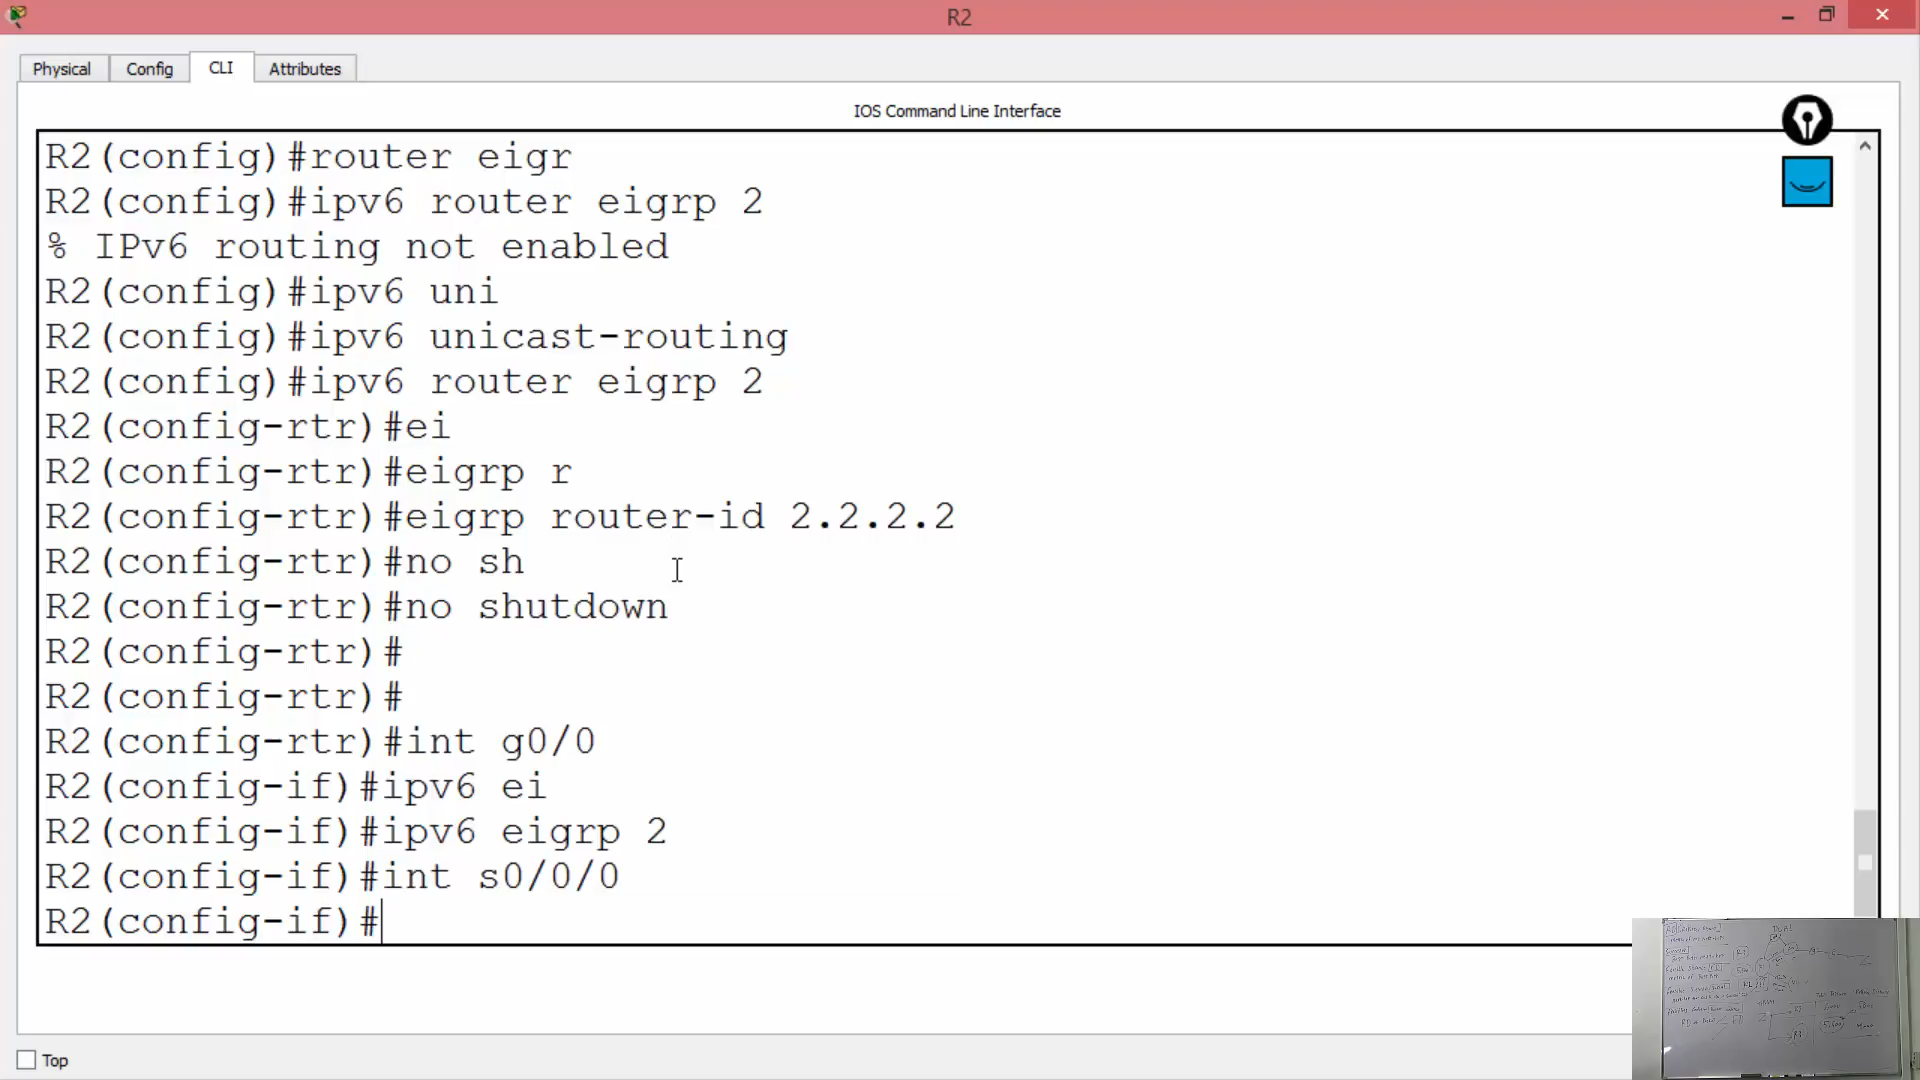 R2
Physical
Config
CLI
Attributes
IOS Command Line Interface
R2(config)#router eigr
R2(config)#ipv6 router eigrp 2
% IPv6 routing not enabled
R2(config)#ipv6 uni
R2(config)#ipv6 unicast-routing
R2(config)#ipv6 router eigrp 2
R2(config-rtr)#ei
R2(config-rtr)#eigrp r
R2(config-rtr)#eigrp router-id 2.2.2.2
R2(config-rtr)#no sh
R2(config-rtr)#no shutdown
R2(config-rtr)#
R2(config-rtr)#
R2(config-rtr)#int g0/0
R2(config-if)#ipv6 ei
R2(config-if)#ipv6 eigrp 2
R2(config-if)#int s0/0/0
R2(config-if)#
DUAL
Top